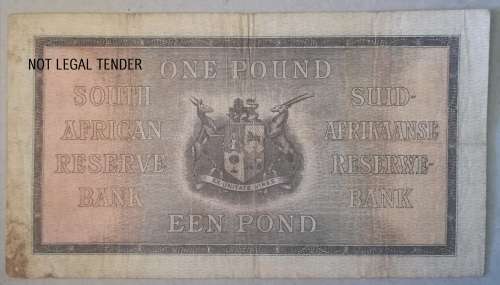 NOT LEGAL TENDER
ONE POUND
SOUTH
AFRICAN
RESERVE
BANK
SUID-
AFRIKAANSE
RESERWE-
BANK
EX UNITATE VIRES
EEN POND